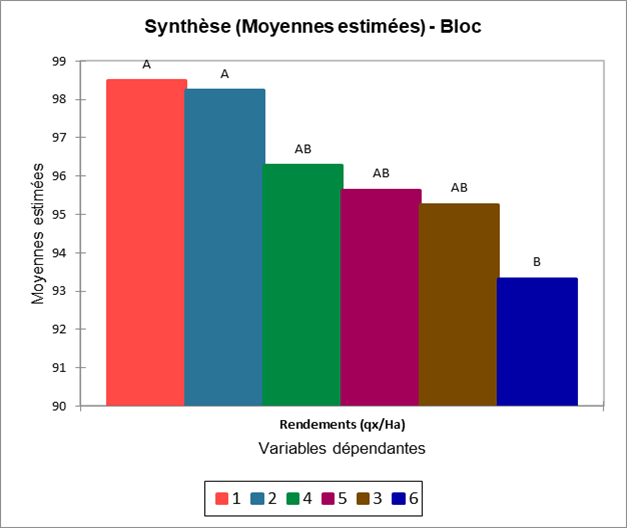 Synthèse (Moyennes estimées) - Bloc
Moyennes estimées
99
98
97
96
95
94
93
92
91
90
A
A
AB
AB
AB
B
Rendements (qx/Ha)
Variables dépendantes
1 2 4 5 3 6